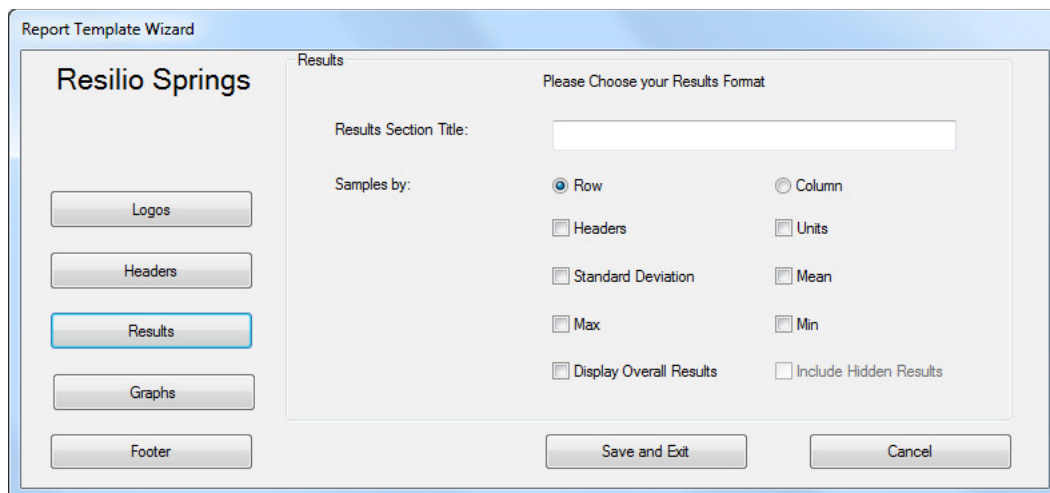 Report Template Wizard
Resilio Springs
Logos
Headers
Results
Graphs
Footer
Results
Please Choose your Results Format
Results Section Title:
Samples by:
Row
Column
Headers
Units
Standard Deviation
Mean
Max
Min
Display Overall Results
Include Hidden Results
Save and Exit
Cancel